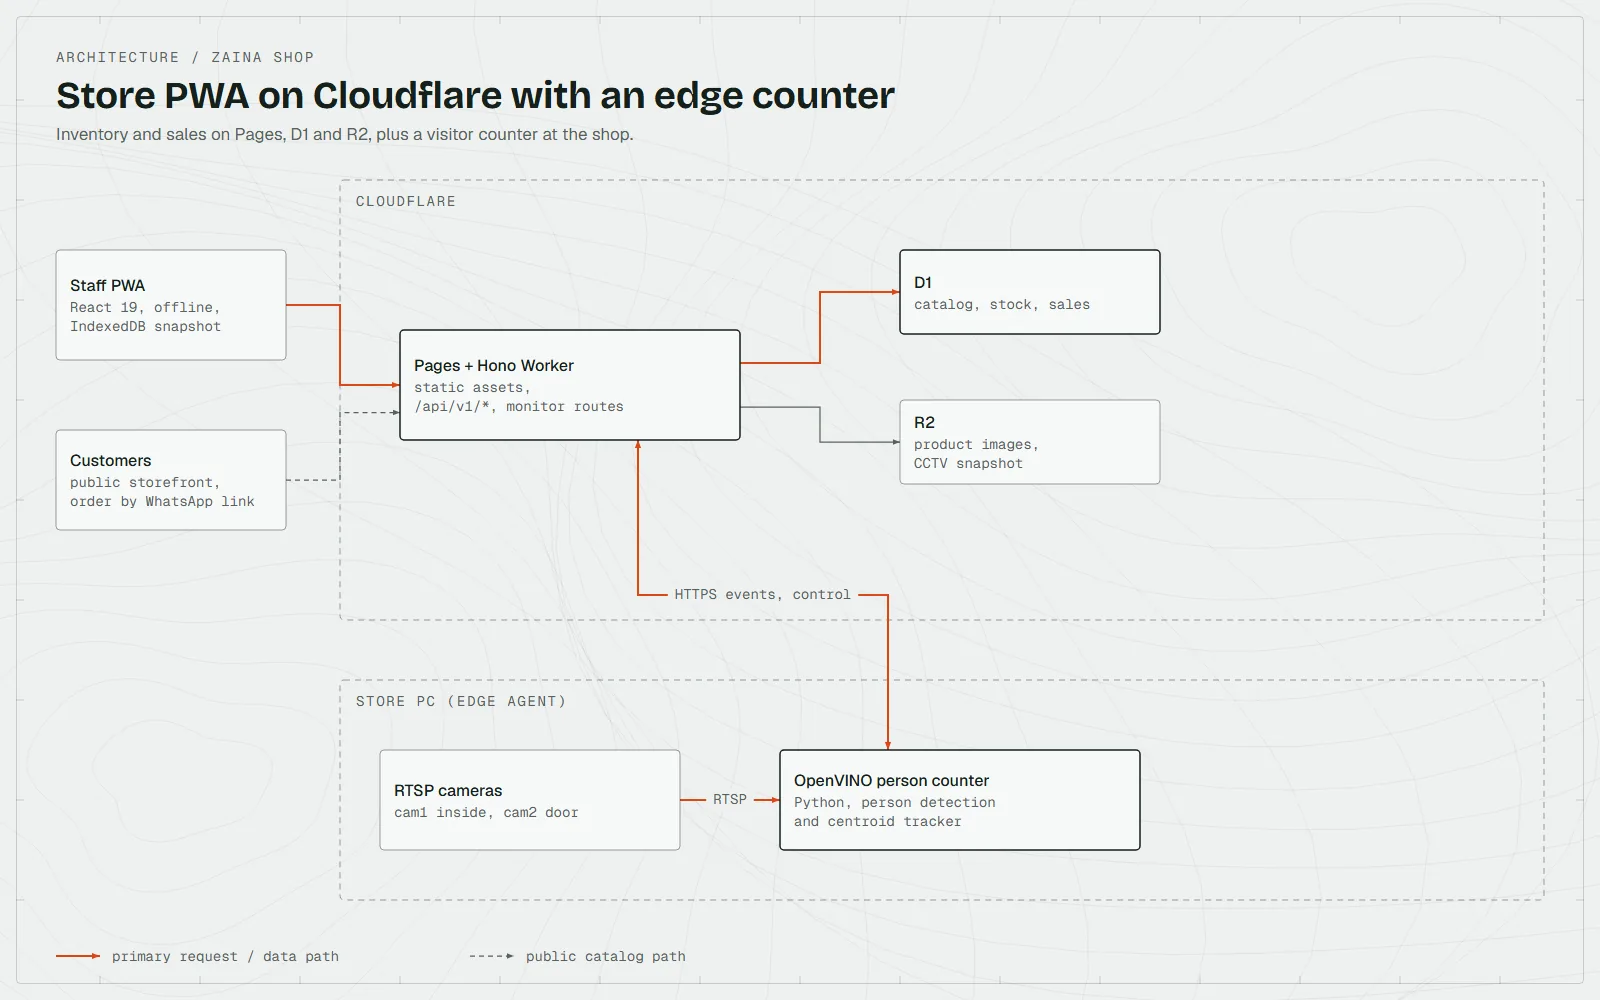 ARCHITECTURE / ZAINA SHOP
Store PWA on Cloudflare with an edge counter
Inventory and sales on Pages, D1 and R2, plus a visitor counter at the shop.
CLOUDFLARE
Staff PWA
React 19, offline,
IndexedDB snapshot
Customers
public storefront,
order by WhatsApp link
Pages + Hono Worker
static assets,
/api/v1/*, monitor routes
D1
catalog, stock, sales
R2
product images,
CCTV snapshot
HTTPS events, control
STORE PC (EDGE AGENT)
RTSP cameras
cam1 inside, cam2 door
RTSP
OpenVINO person counter
Python, person detection
and centroid tracker
primary request / data path
public catalog path